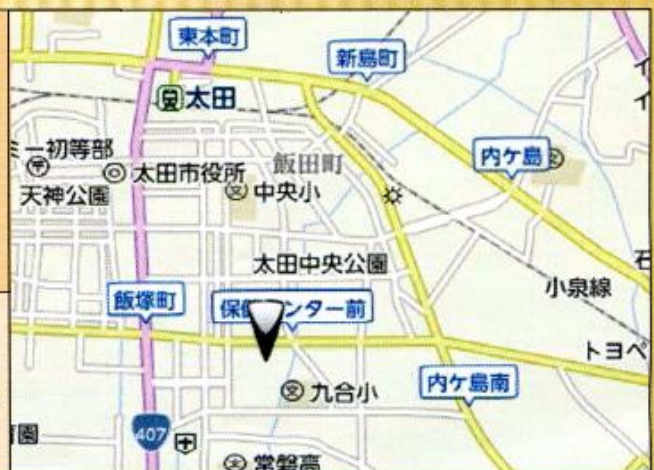 東本町
新島町
太田
一初等部
飯田町
内ケ島
太田市役所
中央小
天神公園
太田中央公園
小泉線
飯塚町
保健センター前
トヨペ
九合小
内ケ島南
407
常磐高